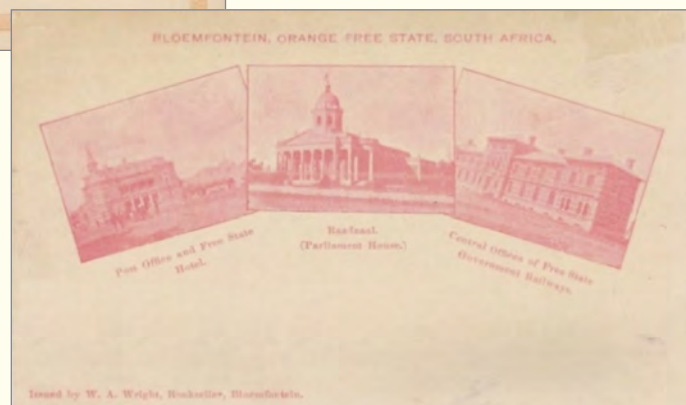 BLOEMFONTEIN, ORANGE FREE STATE, SOUTH AFRICA.
Post Office and Free State
Hotel.
Raadzaal.
(Parliament House.)
Central Offices of Free State
Government Railways.
Issued by W. A. Wright, Bookseller, Bloemfontein.